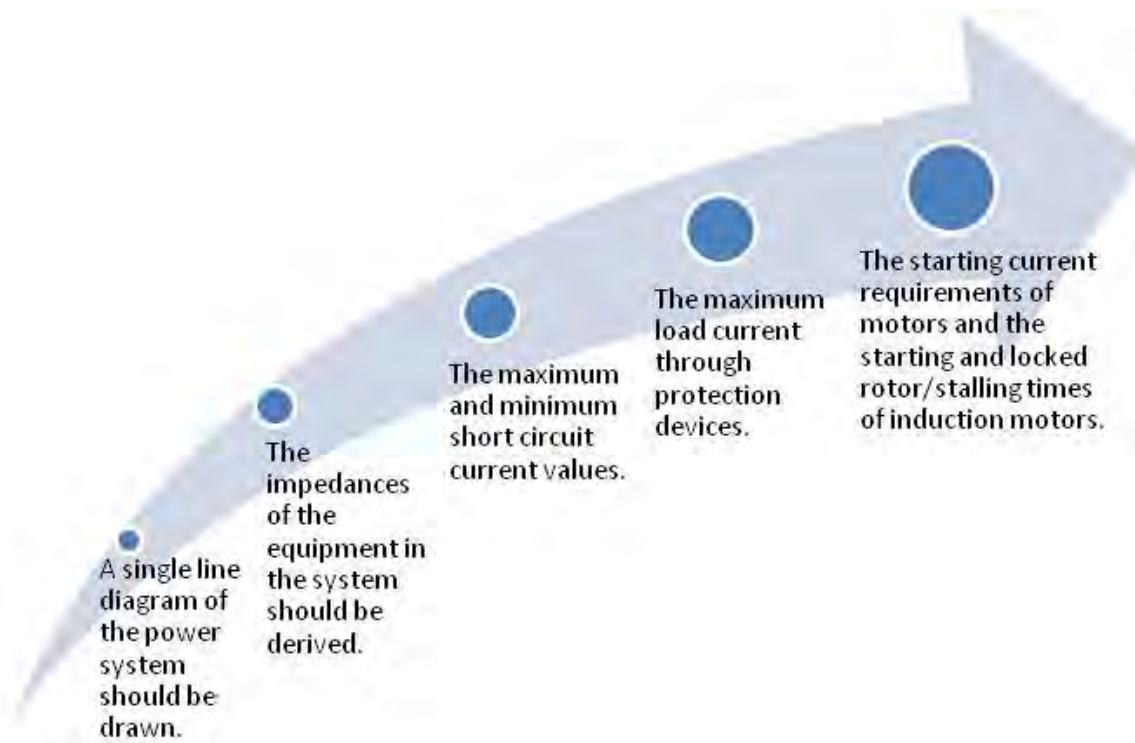 A single line
diagram of
the power
system
should be
drawn.
The
impedances
of the
equipment in
the system
should be
derived.
The maximum
and minimum
short circuit
current values.
The maximum
load current
through
protection
devices.
The starting current
requirements of
motors and the
starting and locked
rotor/stalling times
of induction motors.